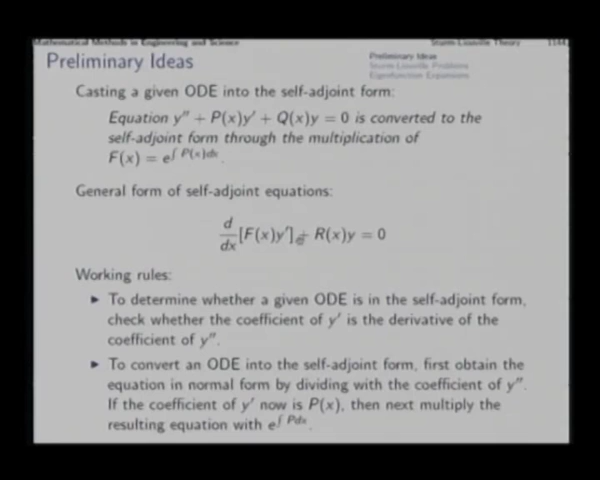 Mathematical Methods in Engineering and Science
Sturm-Liouville Theory
1144,
Preliminary Ideas
Preliminary Ideas
Sturm-Liouville Problems
Eigenfunction Expansions
Casting a given ODE into the self-adjoint form:
Equation y″ + P(x)y′ + Q(x)y = 0 is converted to the
self-adjoint form through the multiplication of
F(x) = e^{∫ P(x)dx}.
General form of self-adjoint equations:
d/dx [F(x)y′] + R(x)y = 0
Working rules:
▶ To determine whether a given ODE is in the self-adjoint form,
check whether the coefficient of y′ is the derivative of the
coefficient of y″.
▶ To convert an ODE into the self-adjoint form, first obtain the
equation in normal form by dividing with the coefficient of y″.
If the coefficient of y′ now is P(x), then next multiply the
resulting equation with e^{∫ Pdx}.